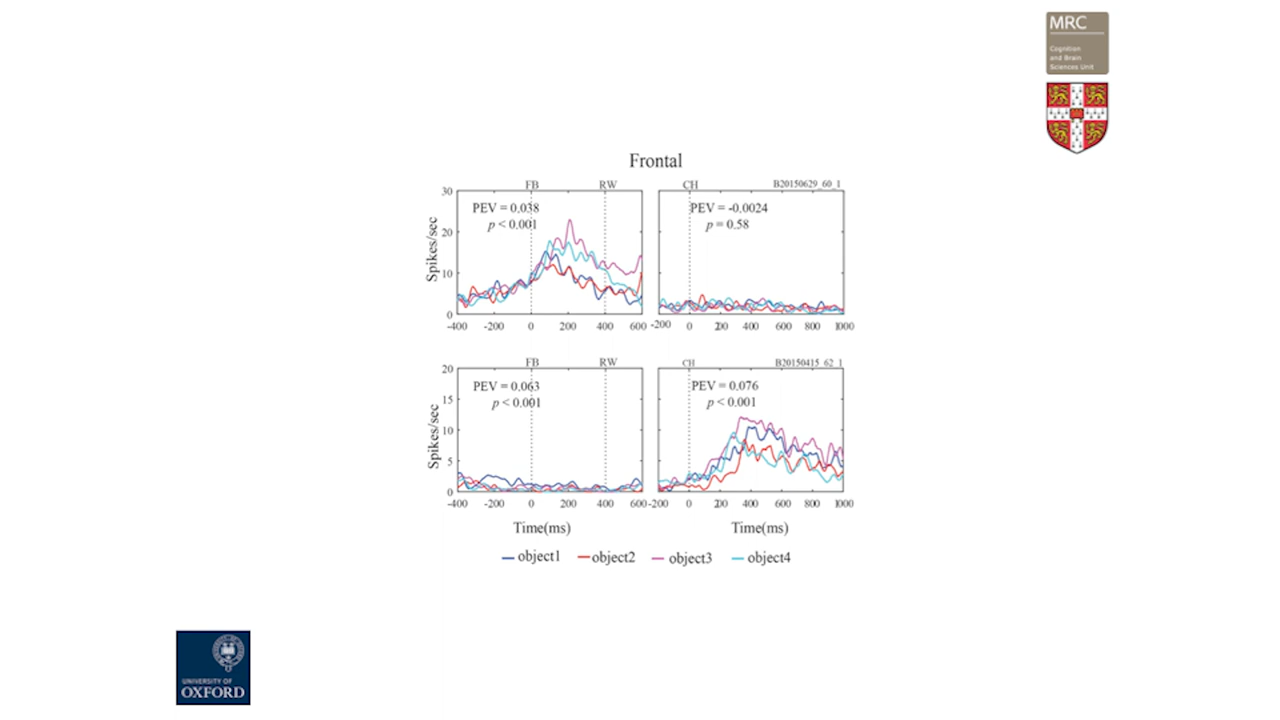 MRC
Cognition
and Brain
Sciences Unit
Frontal
FB RW CH B20150629_60_1
PEV = 0.038
p < 0.001
PEV = -0.0024
p = 0.58
Spikes/sec
30
20
10
0
-400 -200 0 200 400 600 -200 0 200 400 600 800 1000
FB RW CH B20150415_62_1
PEV = 0.063
p < 0.001
PEV = 0.076
p < 0.001
Spikes/sec
20
15
10
5
0
-400 -200 0 200 400 600 -200 0 200 400 600 800 1000
Time(ms) Time(ms)
object1 object2 object3 object4
UNIVERSITY OF
OXFORD